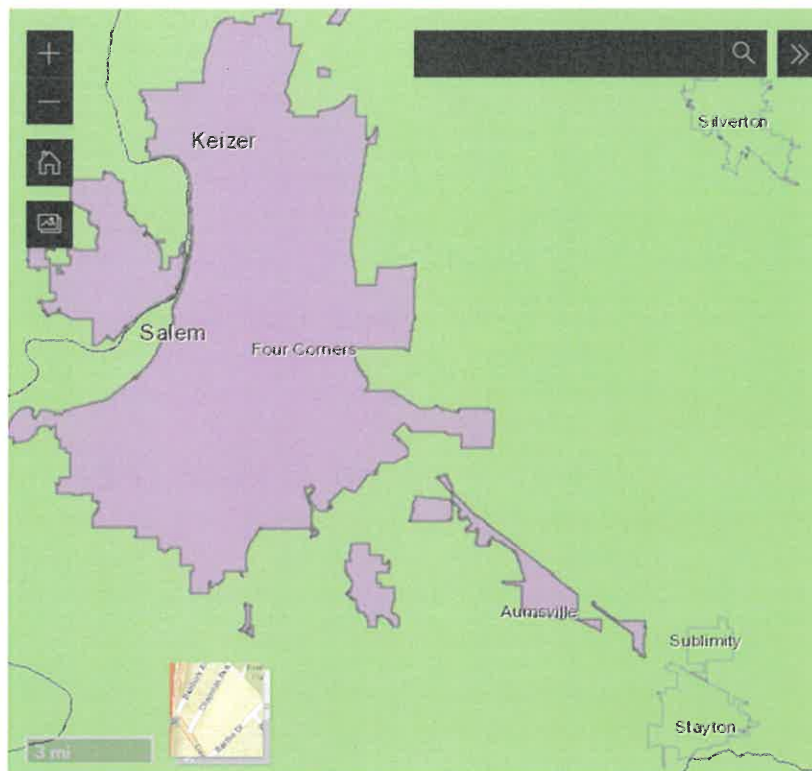 Silverton
Keizer
Salem
Four Corners
Aumsville
Sublimity
Stayton
3 mi